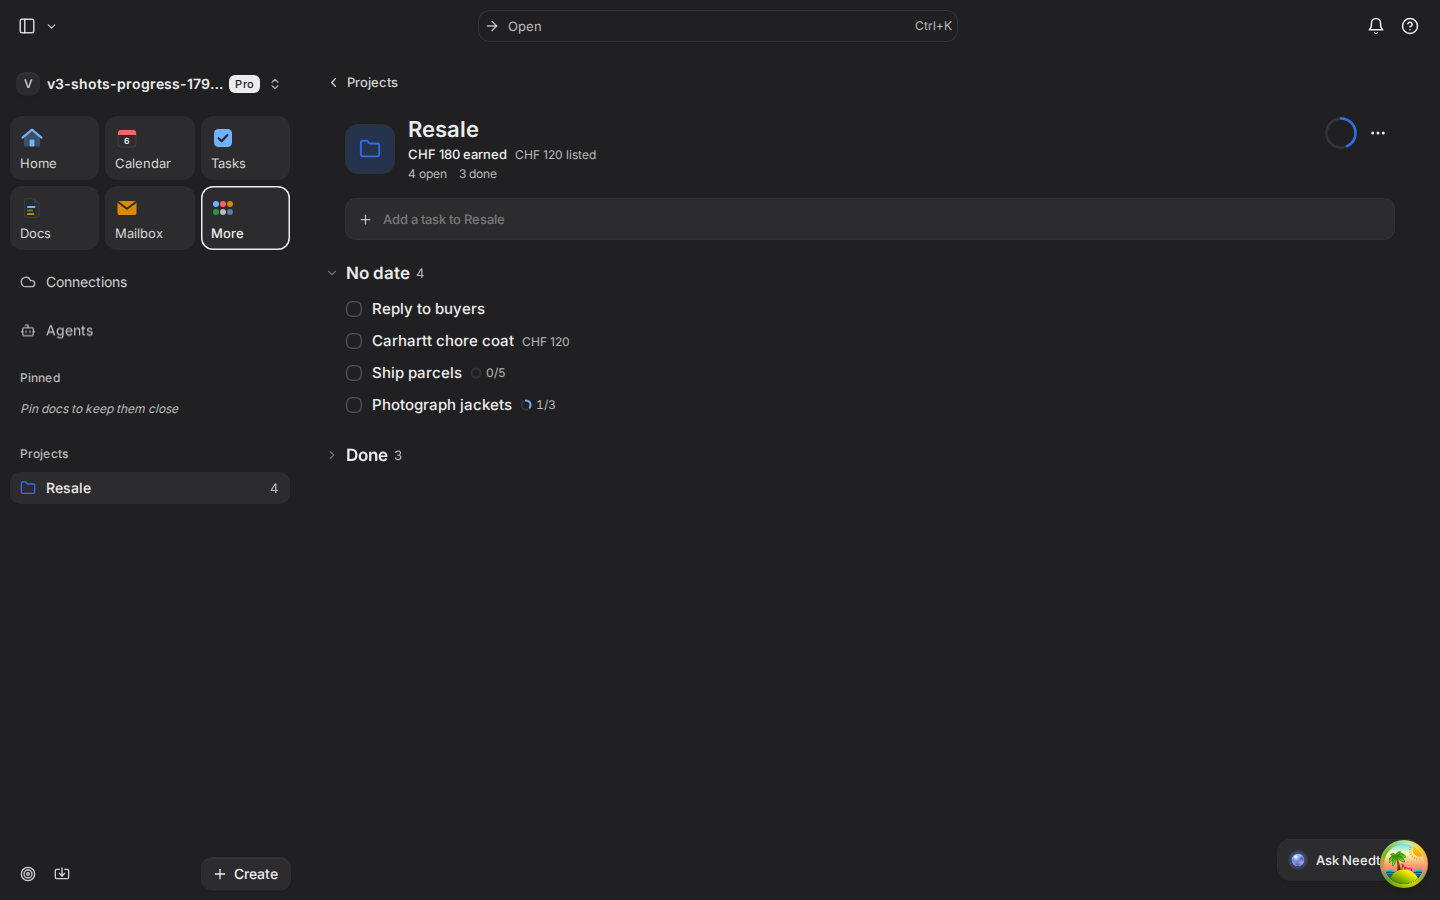 Open
Ctrl+K
V
v3-shots-progress-179...
Pro
Home
6
Calendar
Tasks
Docs
Mailbox
More
Connections
Agents
Pinned
Pin docs to keep them close
Projects
Resale
4
Create
Projects
Resale
CHF 180 earned CHF 120 listed
4 open 3 done
Add a task to Resale
No date 4
Reply to buyers
Carhartt chore coat CHF 120
Ship parcels 0/5
Photograph jackets 1/3
Done 3
Ask Needt